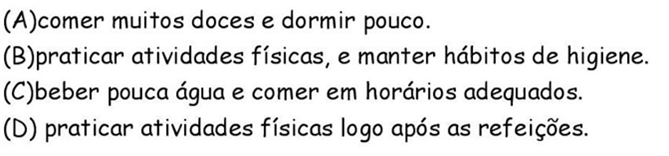 (A)comer muitos doces e dormir pouco.
(B)praticar atividades físicas, e manter hábitos de higiene.
(C)beber pouca água e comer em horários adequados.
(D) praticar atividades físicas logo após as refeições.